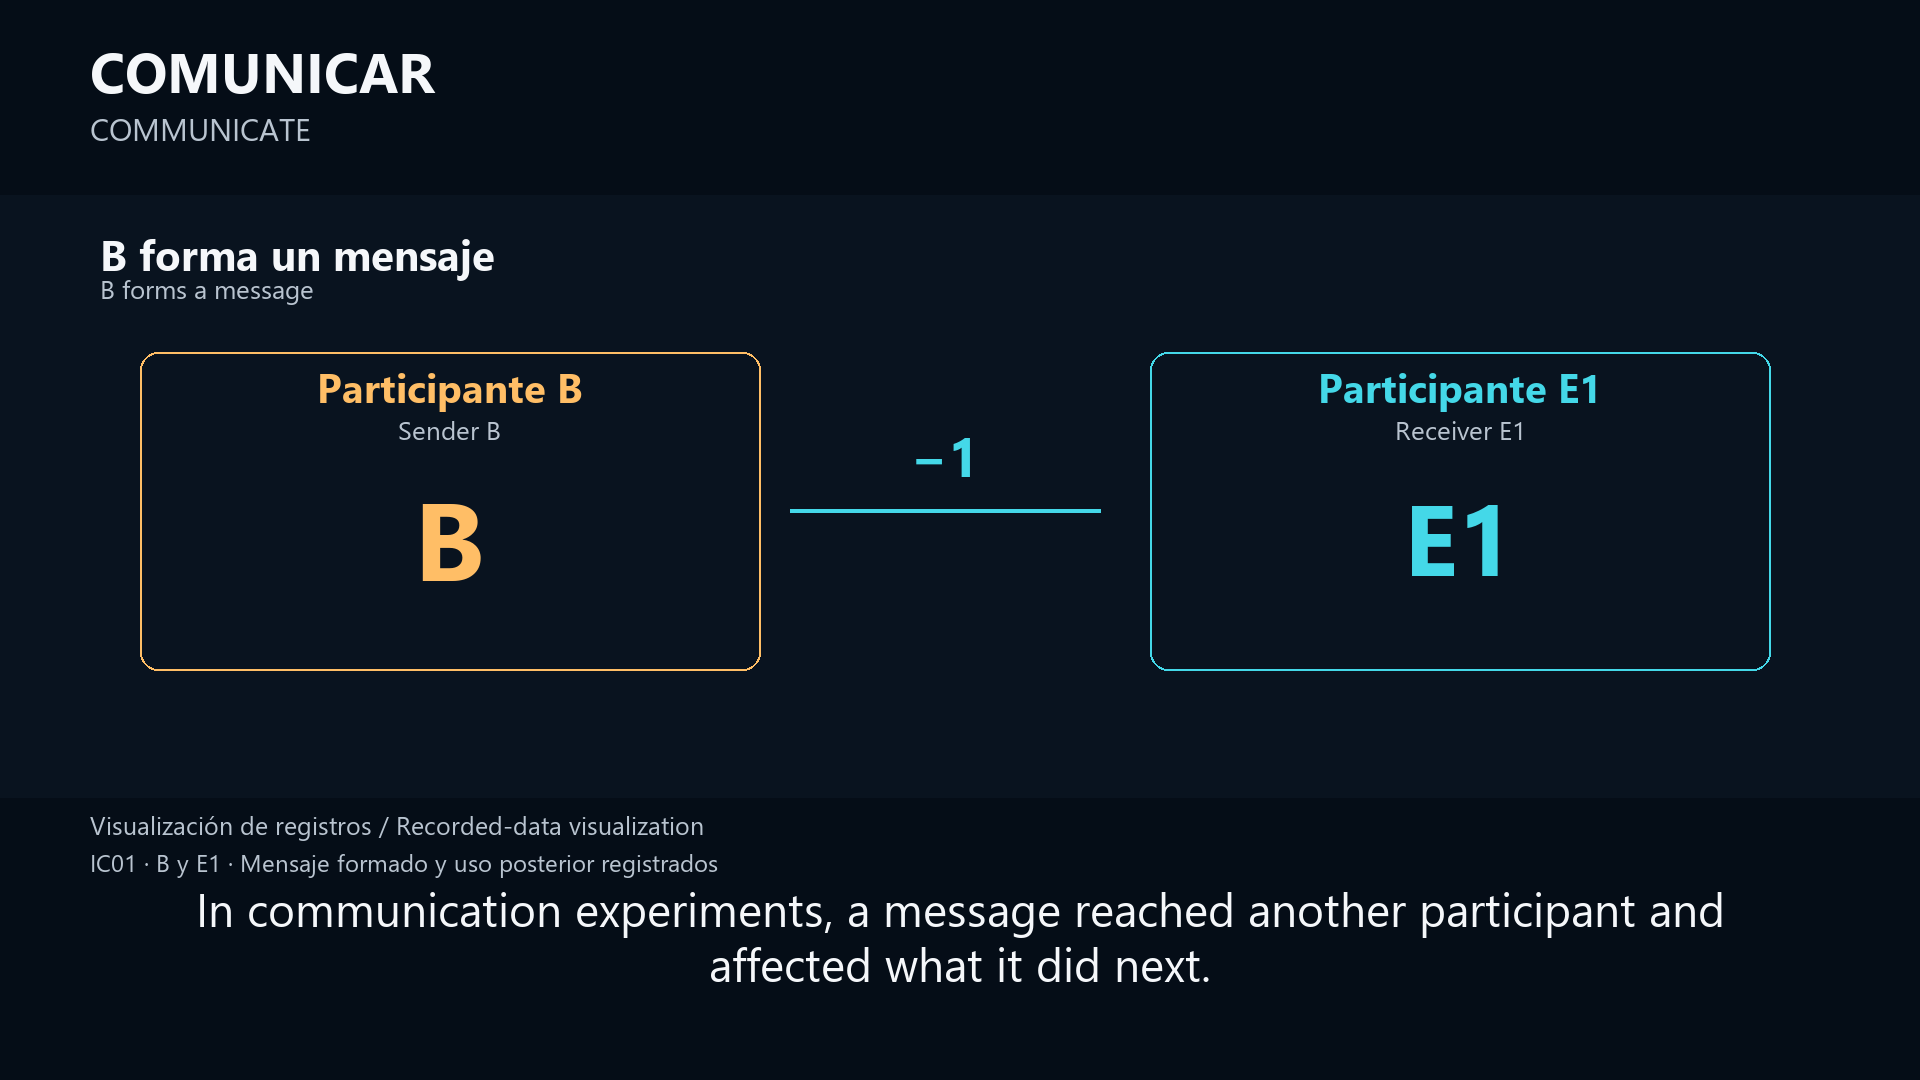 COMUNICAR
COMMUNICATE
B forma un mensaje
B forms a message
Participante B
Sender B
B
–1
Participante E1
Receiver E1
E1
Visualización de registros / Recorded-data visualization
IC01 · B y E1 · Mensaje formado y uso posterior registrados
In communication experiments, a message reached another participant and
affected what it did next.